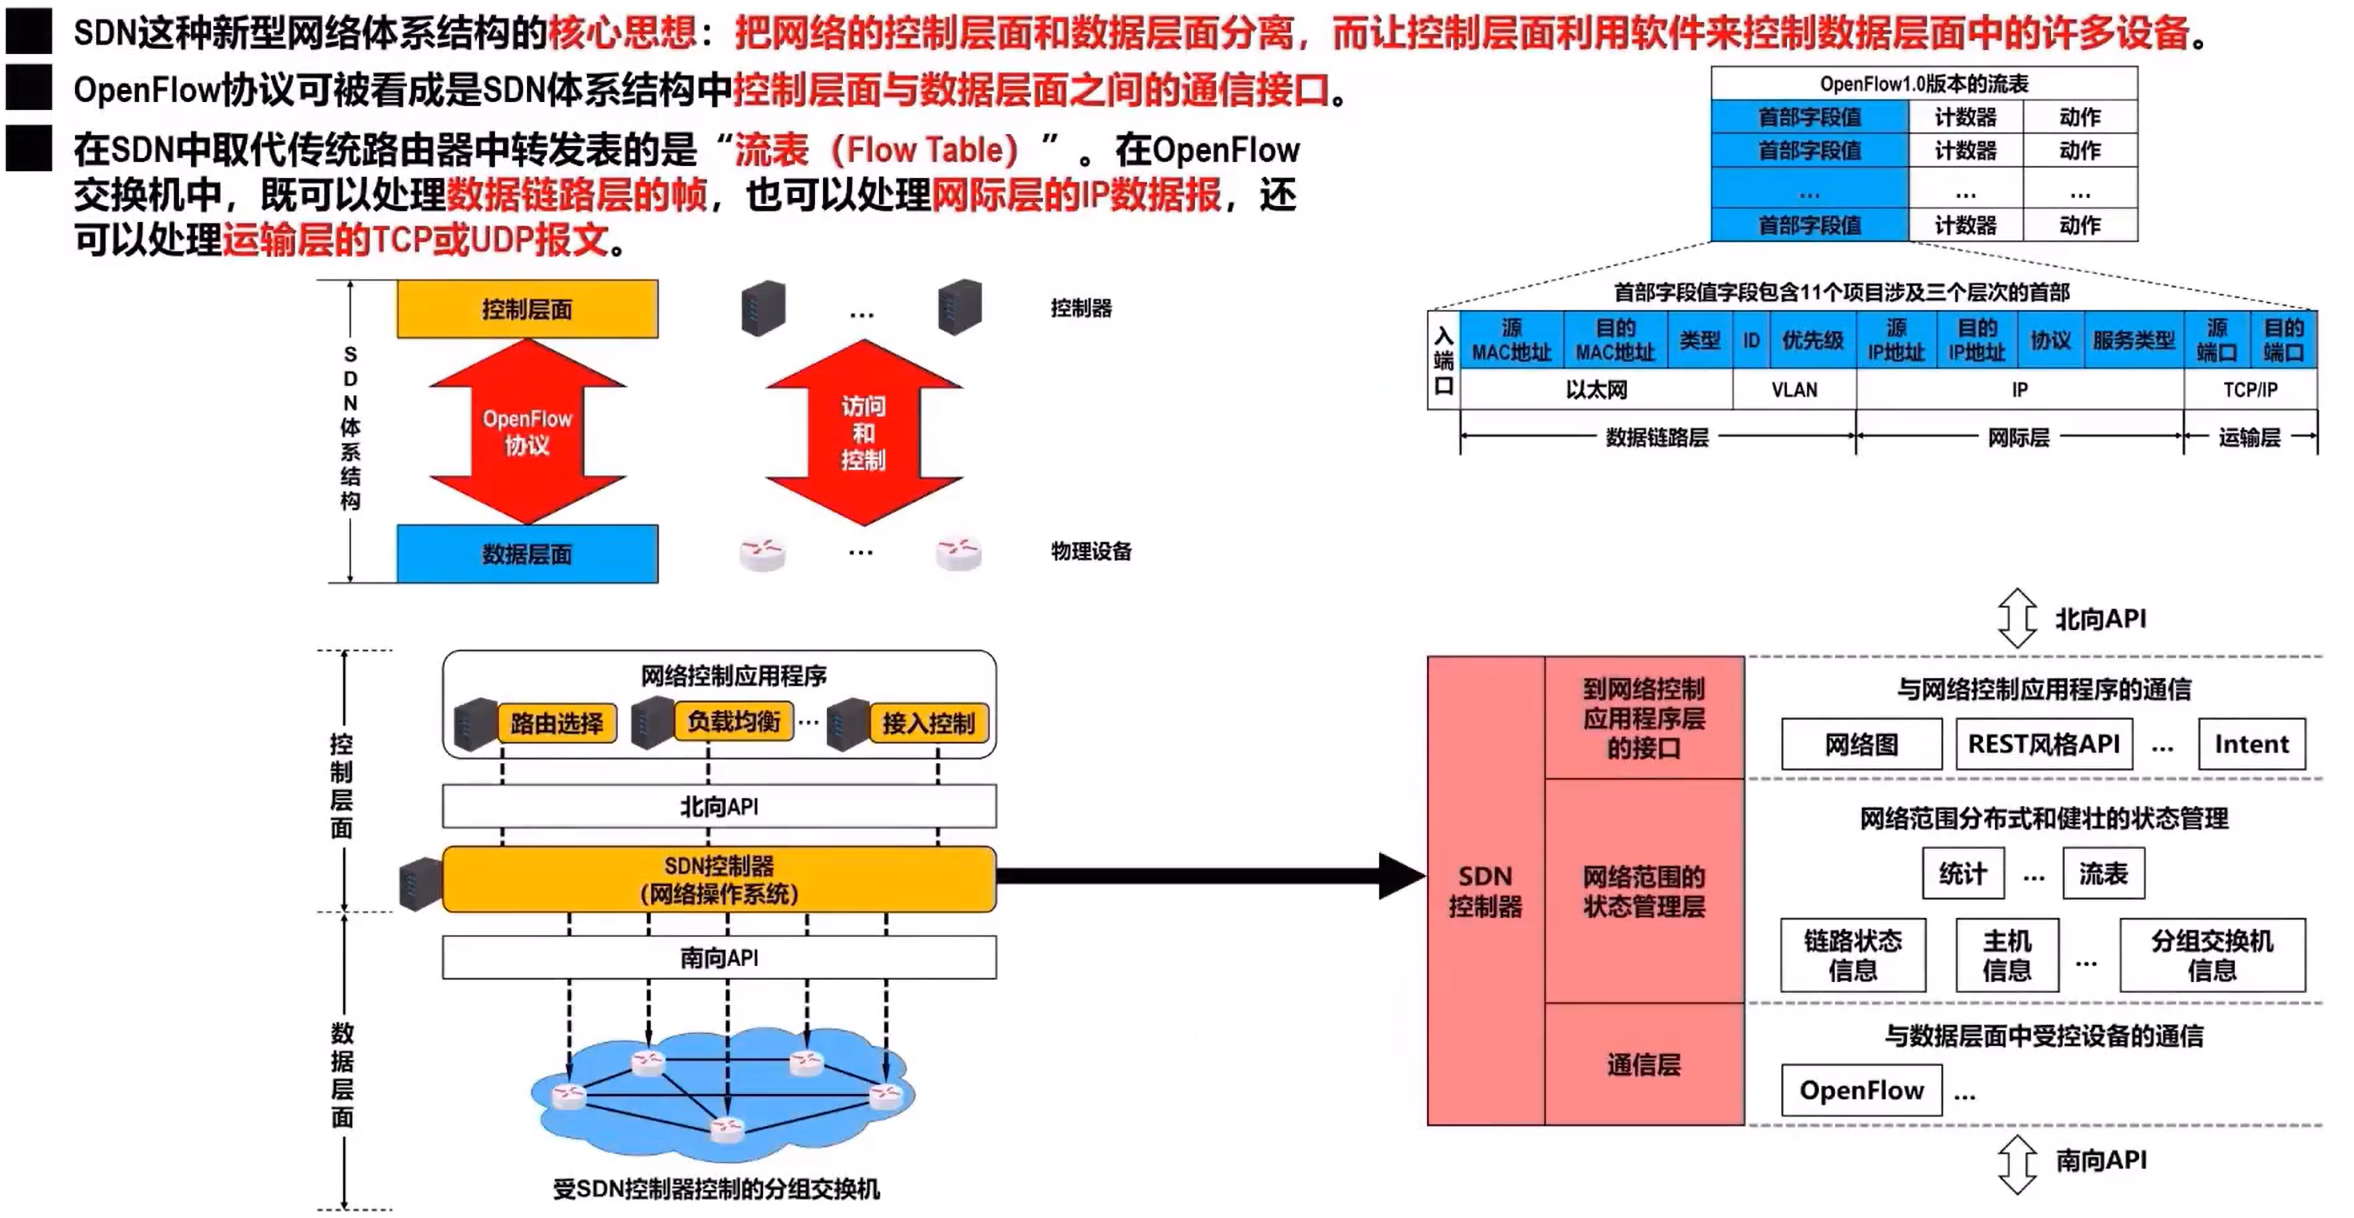 SDN这种新型网络体系结构的核心思想：把网络的控制层面和数据层面分离，而让控制层面利用软件来控制数据层面中的许多设备。
OpenFlow协议可被看成是SDN体系结构中控制层面与数据层面之间的通信接口。
在SDN中取代传统路由器中转发表的是“流表（Flow Table）”。在OpenFlow
交换机中，既可以处理数据链路层的帧，也可以处理网际层的IP数据报，还
可以处理运输层的TCP或UDP报文。
OpenFlow1.0版本的流表
首部字段值 计数器 动作
首部字段值 计数器 动作
... ... ...
首部字段值 计数器 动作
首部字段值字段包含11个项目涉及三个层次的首部
入端口
源
MAC地址
目的
MAC地址
类型
ID
优先级
源
IP地址
目的
IP地址
协议
服务类型
源
端口
目的
端口
以太网 VLAN IP TCP/IP
数据链路层 网际层 运输层
SDN体系结构
控制层面
OpenFlow
协议
数据层面
... 控制器
访问
和
控制
... 物理设备
控制层面
网络控制应用程序
路由选择 负载均衡 ... 接入控制
北向API
SDN控制器
（网络操作系统）
数据层面
南向API
受SDN控制器控制的分组交换机
北向API
SDN
控制器
到网络控制
应用程序层
的接口
与网络控制应用程序的通信
网络图 REST风格API ... Intent
网络范围的
状态管理层
网络范围分布式和健壮的状态管理
统计 ... 流表
链路状态
信息
主机
信息
...
分组交换机
信息
通信层
与数据层面中受控设备的通信
OpenFlow ...
南向API